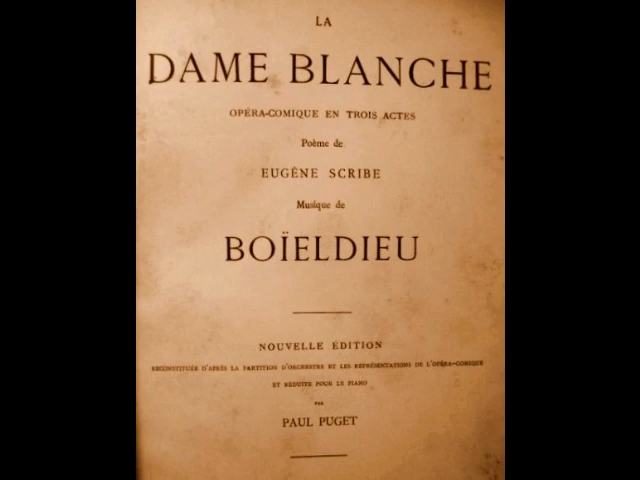 LA
DAME BLANCHE
OPÉRA-COMIQUE EN TROIS ACTES
Poème de
EUGÈNE SCRIBE
Musique de
BOÏELDIEU
NOUVELLE ÉDITION
RECONSTITUÉE D'APRÈS LA PARTITION D'ORCHESTRE ET LES REPRÉSENTATIONS DE L'OPÉRA-COMIQUE
ET RÉDUITE POUR LE PIANO
PAR
PAUL PUGET